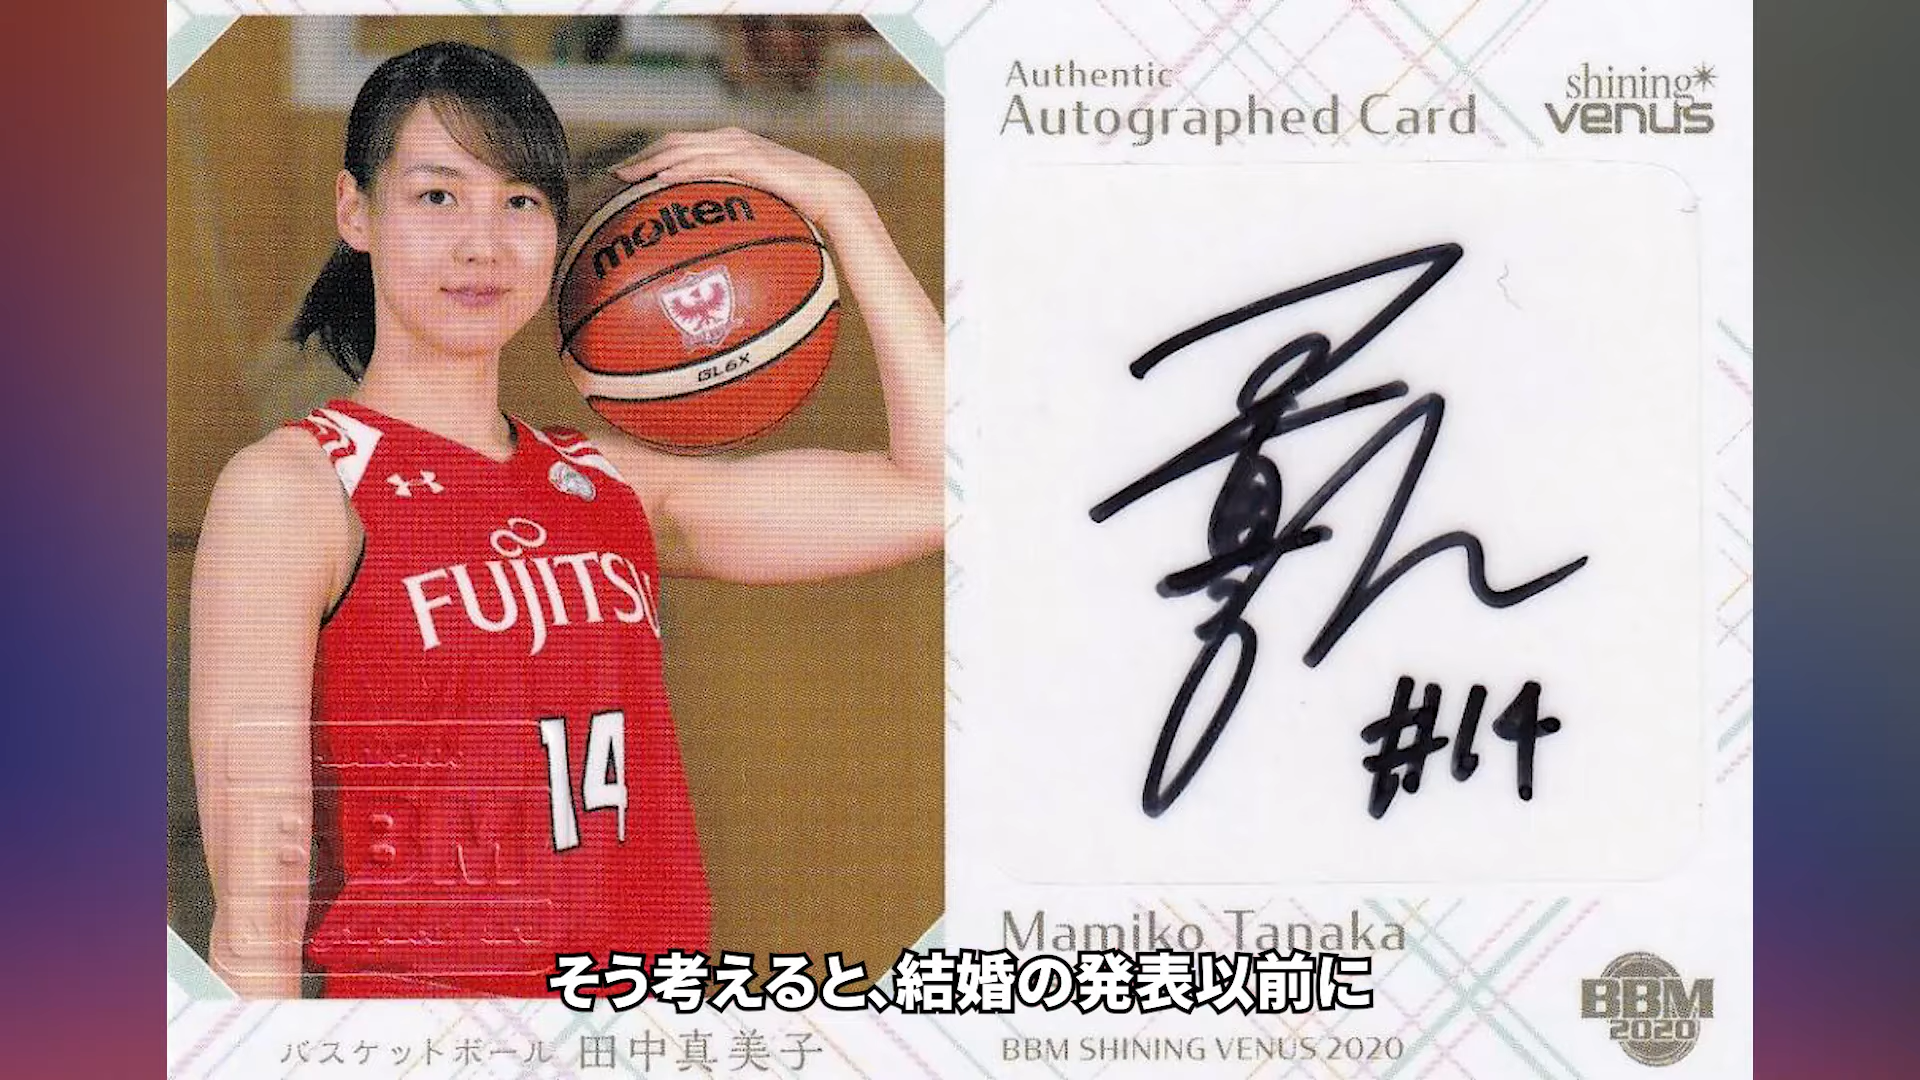 Authentic
Autographed Card
shining*
venus
molten
GL6X
FUJITSU
14
BBM
#14
Mamiko Tanaka
そう考えると、結婚の発表以前に
バスケットボール 田中真美子
BBM SHINING VENUS 2020
BBM
2020